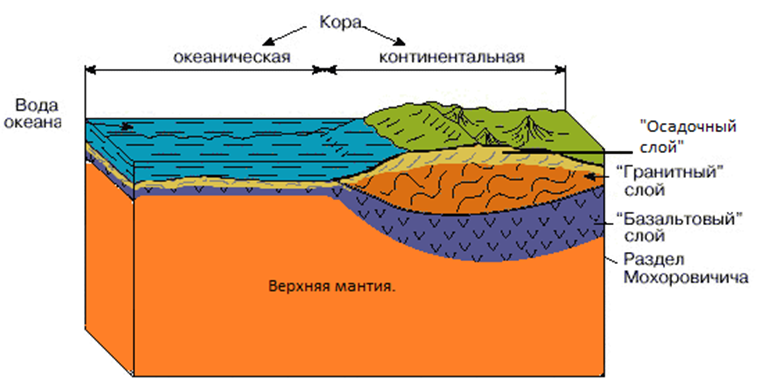 Кора
океаническая
континентальная
Вода
океана
"Осадочный
слой"
"Гранитный"
слой
"Базальтовый"
слой
Раздел
Мохоровичича
Верхняя мантия.